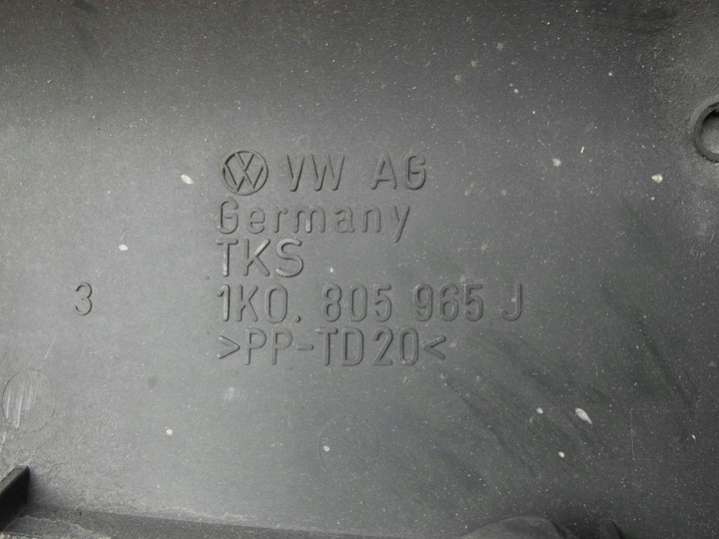 VW AG
Germany
TKS
3 1K0. 805 965 J
>PP-TD20<